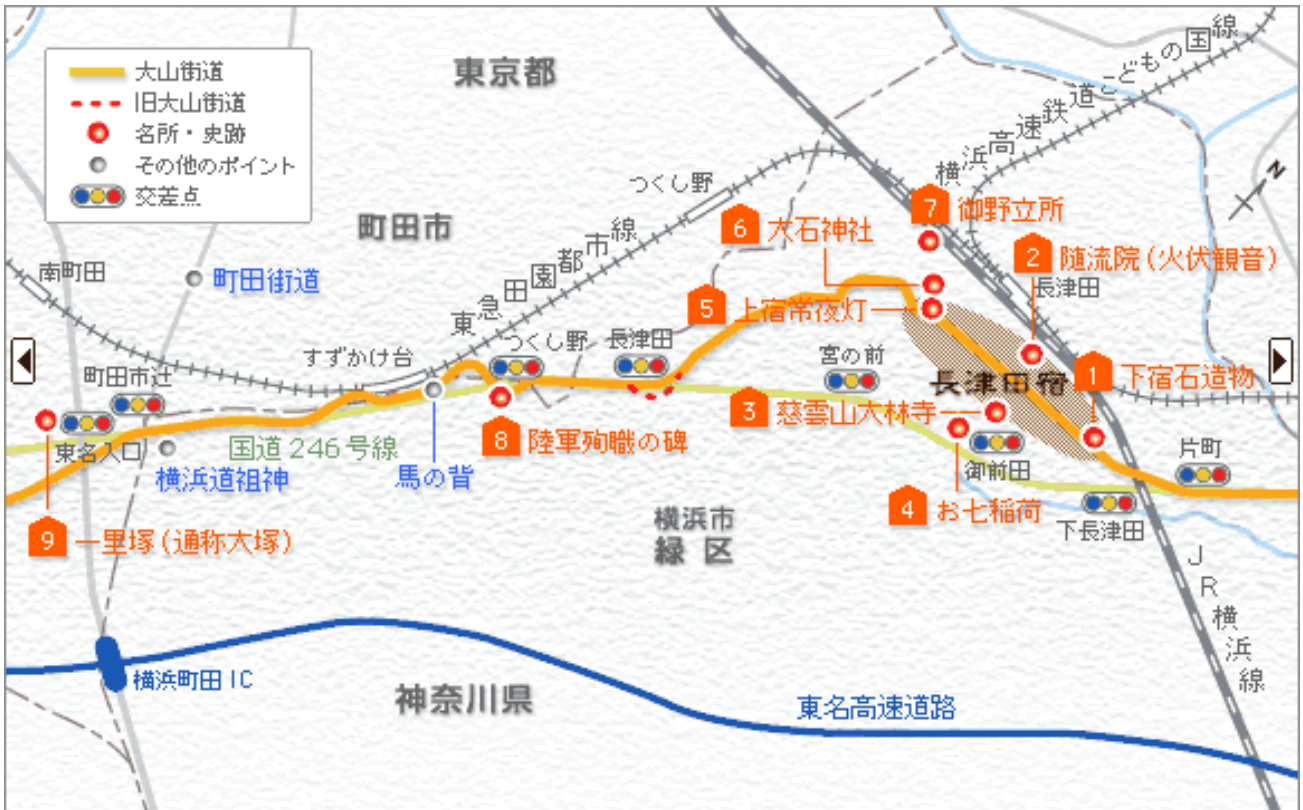 大山街道
旧大山街道
名所・史跡
その他のポイント
交差点
東京都
横浜高速鉄道こどもの国線
N
つくし野
町田市
7 御野立所
6 大石神社
2 随流院(火伏観音)
南町田
町田街道
東急田園都市線
長津田
5 上宿常夜灯
つくし野
長津田
すずかけ台
宮の前
町田市辻
長津田宿
1 下宿石造物
3 慈雲山大林寺
東名入口
国道246号線
8 陸軍殉職の碑
片町
横浜道祖神
馬の背
御前田
4 お七稲荷
下長津田
9 一里塚(通称大塚)
横浜市
緑区
JR横浜線
横浜町田IC
神奈川県
東名高速道路